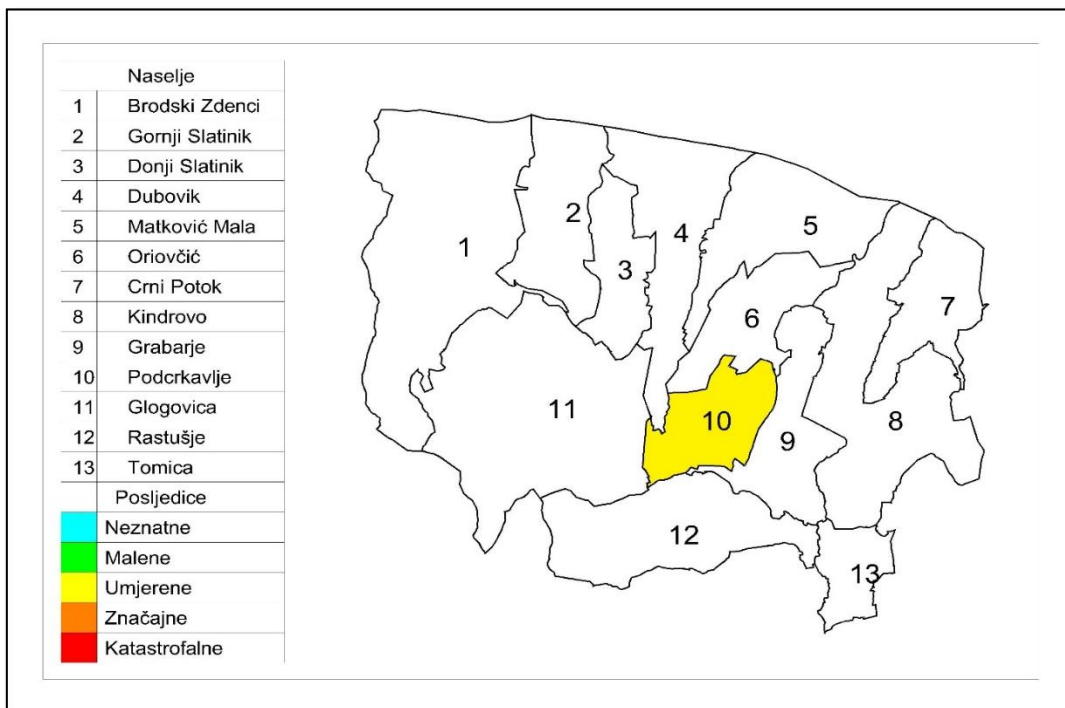 Naselje
1 Brodski Zdenci
2 Gornji Slatinik
3 Donji Slatinik
4 Dubovik
5 Matković Mala
6 Oriovčić
7 Crni Potok
8 Kindrovo
9 Grabarje
10 Podcrkavlje
11 Glogovica
12 Rastušje
13 Tomica
Posljedice
Neznatne
Malene
Umjerene
Značajne
Katastrofalne
1
2
3
4
5
6
7
8
9
10
11
12
13